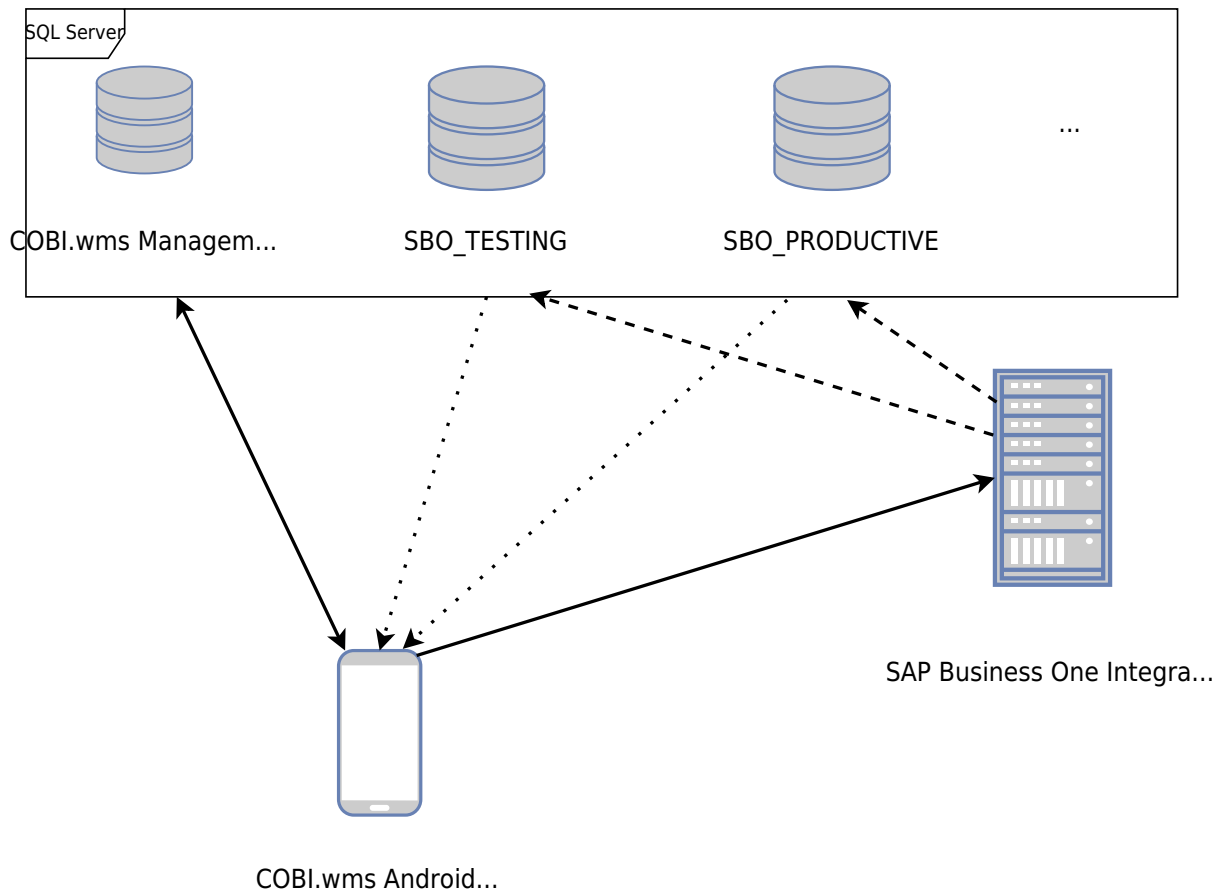 SQL Server
...
COBI.wms Managem...
SBO_TESTING
SBO_PRODUCTIVE
SAP Business One Integra...
COBI.wms Android...